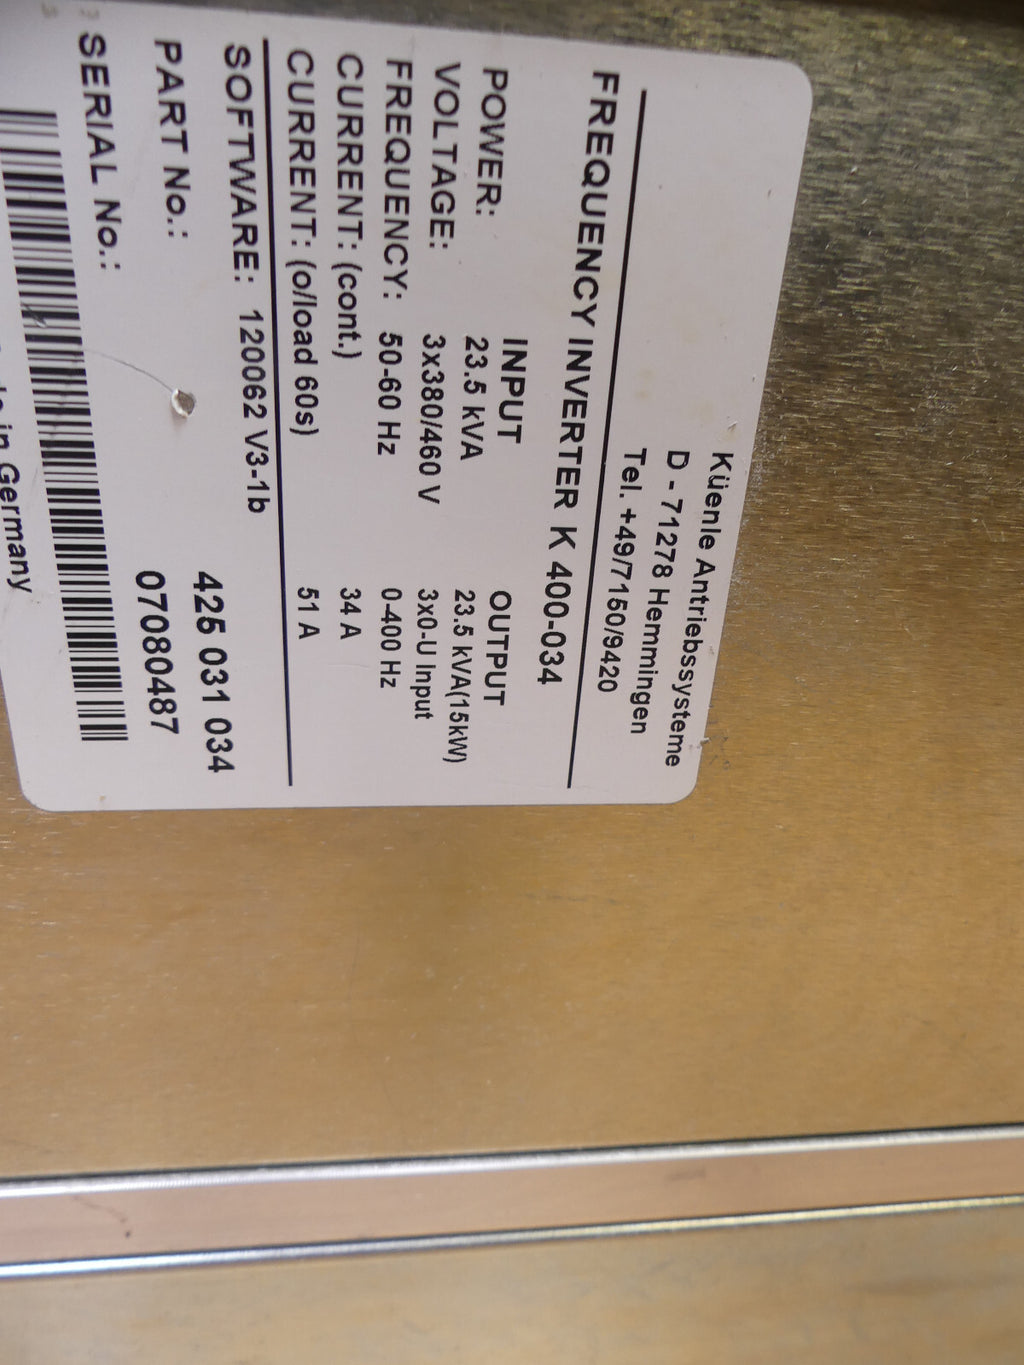 Küenle Antriebssysteme
D - 71278 Hemmingen
Tel. +49/7150/9420
FREQUENCY INVERTER K 400-034
INPUT OUTPUT
POWER: 23.5 kVA 23.5 kVA(15kW)
VOLTAGE: 3x380/460 V 3x0-U Input
FREQUENCY: 50-60 Hz 0-400 Hz
CURRENT: (cont.) 34 A
CURRENT: (o/load 60s) 51 A
SOFTWARE: 120062 V3-1b
PART No.: 425 031 034
SERIAL No.: 07080487
in Germany